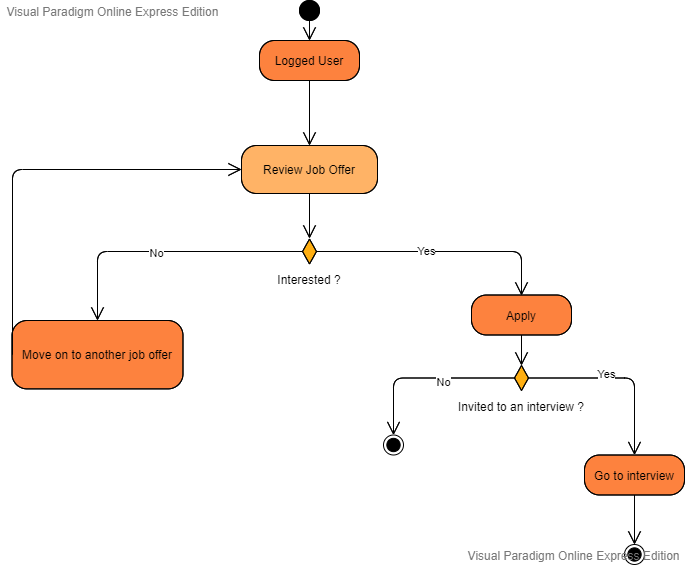 Visual Paradigm Online Express Edition
Logged User
Review Job Offer
No
Yes
Interested ?
Apply
Move on to another job offer
No
Yes
Invited to an interview ?
Go to interview
Visual Paradigm Online Express Edition